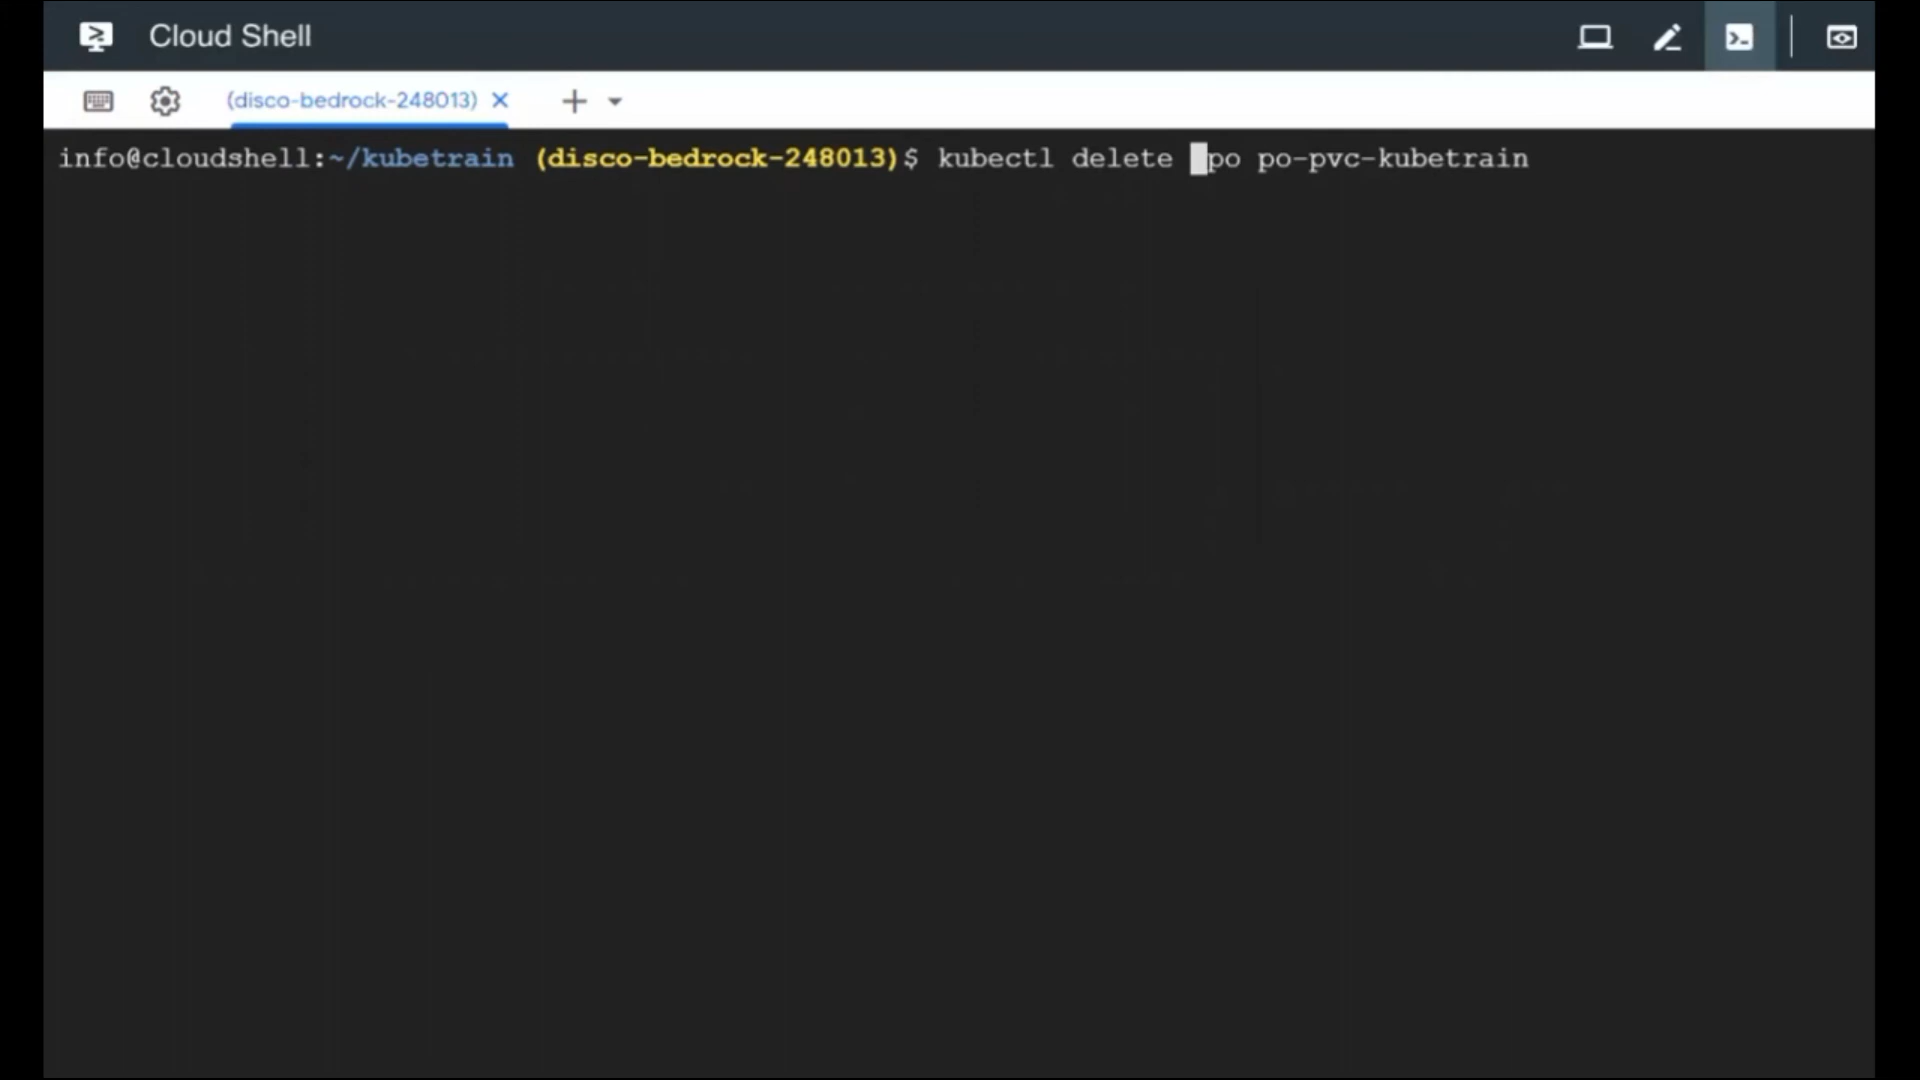 Cloud Shell
(disco-bedrock-248013)
info@cloudshell:~/kubetrain (disco-bedrock-248013)$ kubectl delete po po-pvc-kubetrain